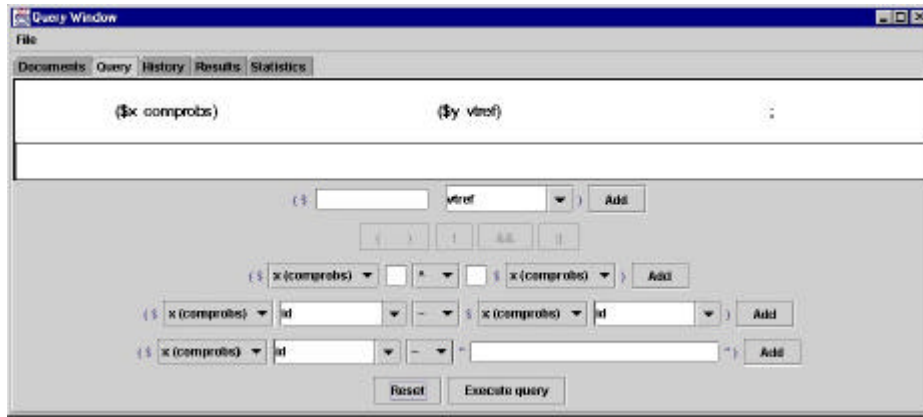 Query Window
File
Documents Query History Results Statistics
($x comprobs) ($y vtref) ;
( $ vtref ) Add
( ) ! && ||
( $ x (comprobs) ^ $ x (comprobs) ) Add
( $ x (comprobs) id $ x (comprobs) id ) Add
( $ x (comprobs) id " " ) Add
Reset Execute query